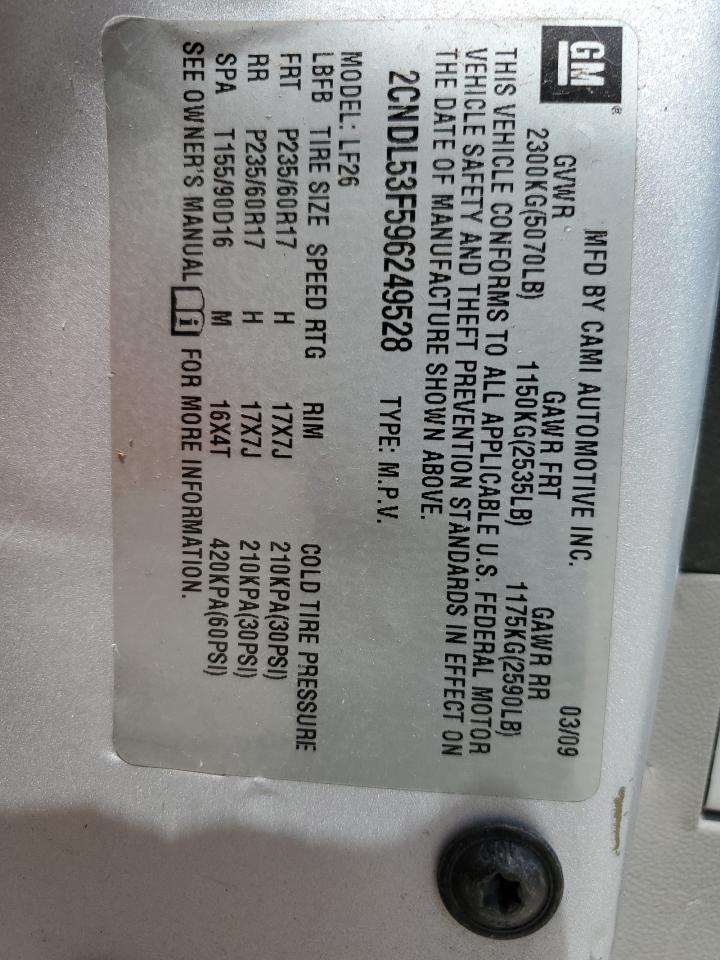 GM®
MFD BY CAMI AUTOMOTIVE INC. 03/09
GVWR GAWR FRT GAWR RR
2300KG(5070LB) 1150KG(2535LB) 1175KG(2590LB)
THIS VEHICLE CONFORMS TO ALL APPLICABLE U.S. FEDERAL MOTOR
VEHICLE SAFETY AND THEFT PREVENTION STANDARDS IN EFFECT ON
THE DATE OF MANUFACTURE SHOWN ABOVE.
2CNDL53F596249528 TYPE: M.P.V.
MODEL: LF26
LBFB TIRE SIZE SPEED RTG RIM COLD TIRE PRESSURE
FRT P235/60R17 H 17X7J 210KPA(30PSI)
RR P235/60R17 H 17X7J 210KPA(30PSI)
SPA T155/90D16 M 16X4T 420KPA(60PSI)
SEE OWNER'S MANUAL i FOR MORE INFORMATION.